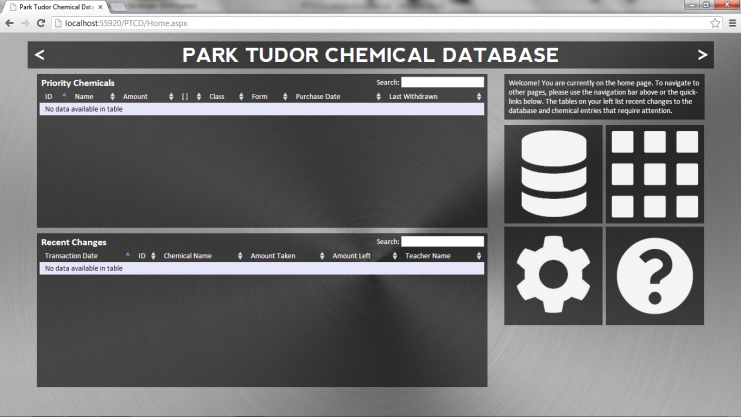 Park Tudor Chemical Data
localhost:55920/PTCD/Home.aspx
<
PARK TUDOR CHEMICAL DATABASE
>
Priority Chemicals
Search:
ID Name Amount [ ] Class Form Purchase Date Last Withdrawn
No data available in table
Recent Changes
Search:
Transaction Date ID Chemical Name Amount Taken Amount Left Teacher Name
No data available in table
Welcome! You are currently on the home page. To navigate to
other pages, please use the navigation bar above or the quick-
links below. The tables on your left list recent changes to the
database and chemical entries that require attention.
?